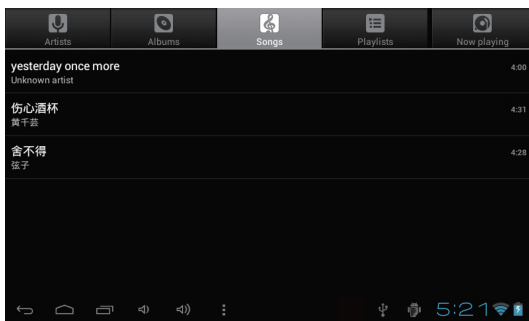 Artists
Albums
Songs
Playlists
Now playing
yesterday once more
4:00
Unknown artist
伤心酒杯
4:31
黄千芸
舍不得
4:28
弦子
5:21